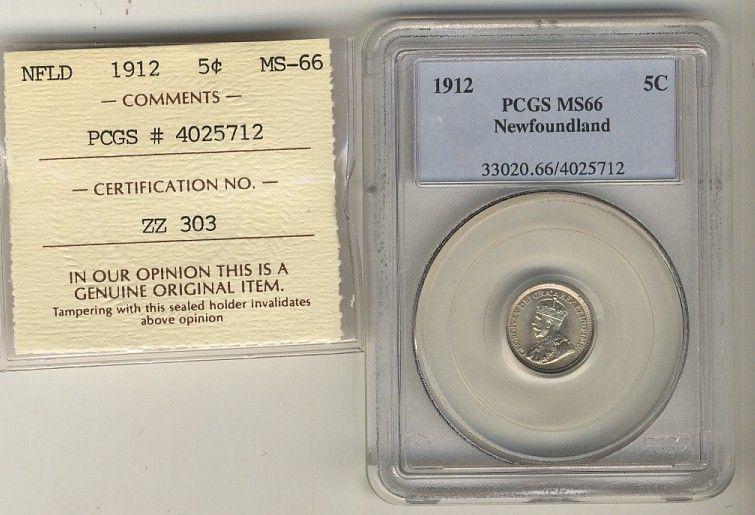 NFLD 1912 5¢ MS-66
— COMMENTS —
PCGS # 4025712
— CERTIFICATION NO. —
ZZ 303
IN OUR OPINION THIS IS A
GENUINE ORIGINAL ITEM.
Tampering with this sealed holder invalidates
above opinion
1912 5C
PCGS MS66
Newfoundland
33020.66/4025712
PCGS